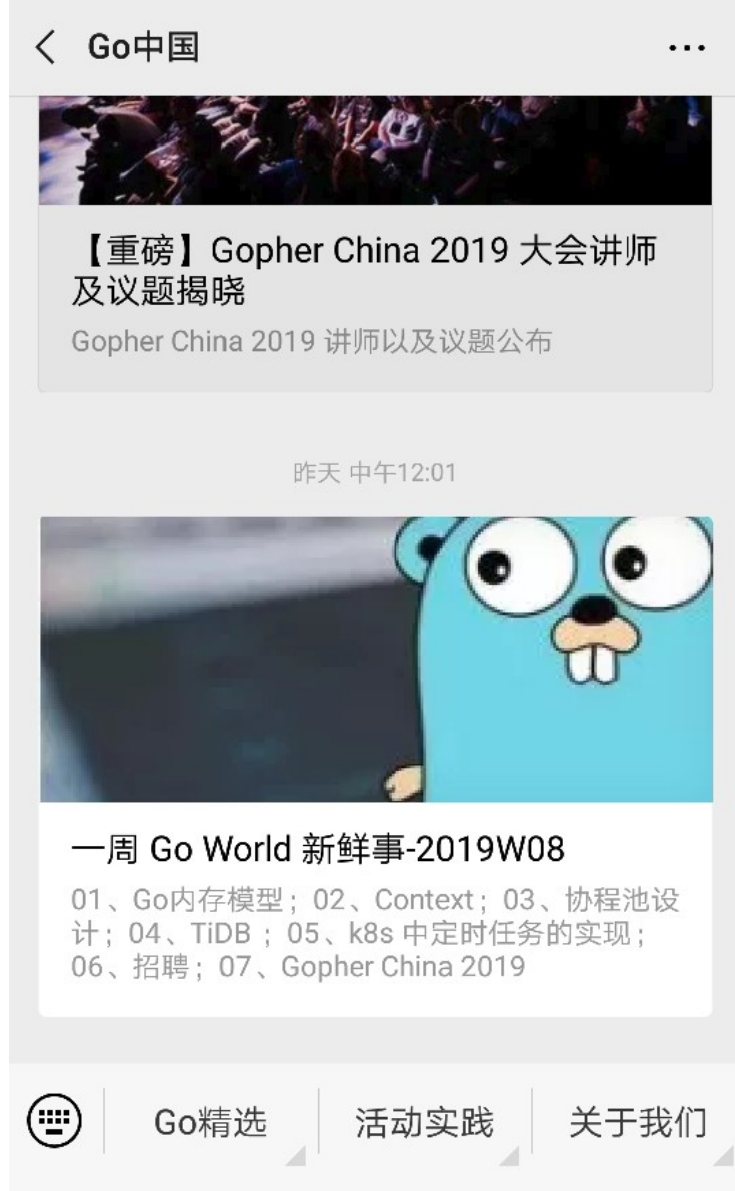 Go中国
【重磅】Gopher China 2019 大会讲师
及议题揭晓
Gopher China 2019 讲师以及议题公布
昨天 中午12:01
一周 Go World 新鲜事-2019W08
01、Go内存模型；02、Context；03、协程池设
计；04、TiDB ；05、k8s 中定时任务的实现；
06、招聘；07、Gopher China 2019
Go精选
活动实践
关于我们